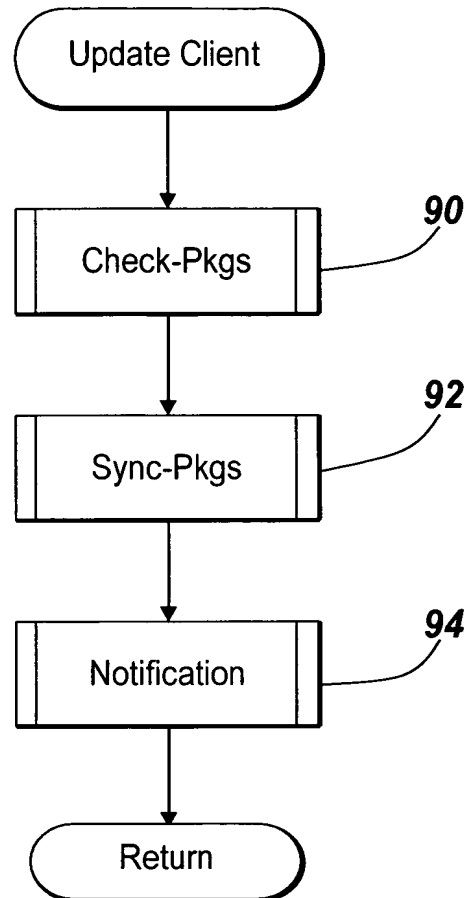 Update Client
90
Check-Pkgs
92
Sync-Pkgs
94
Notification
Return